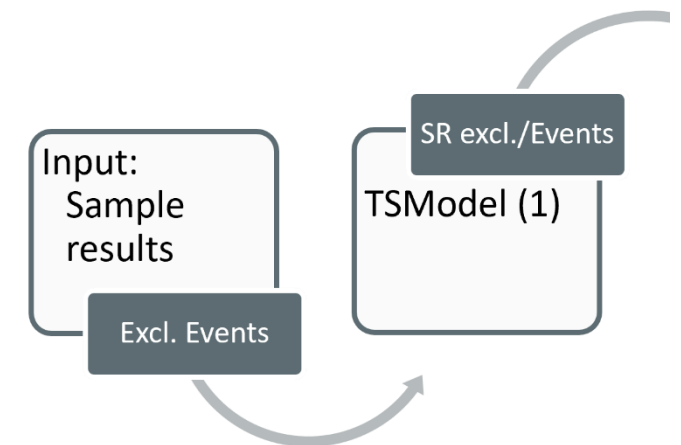 Input:
Sample
results
Excl. Events
SR excl./Events
TSModel (1)